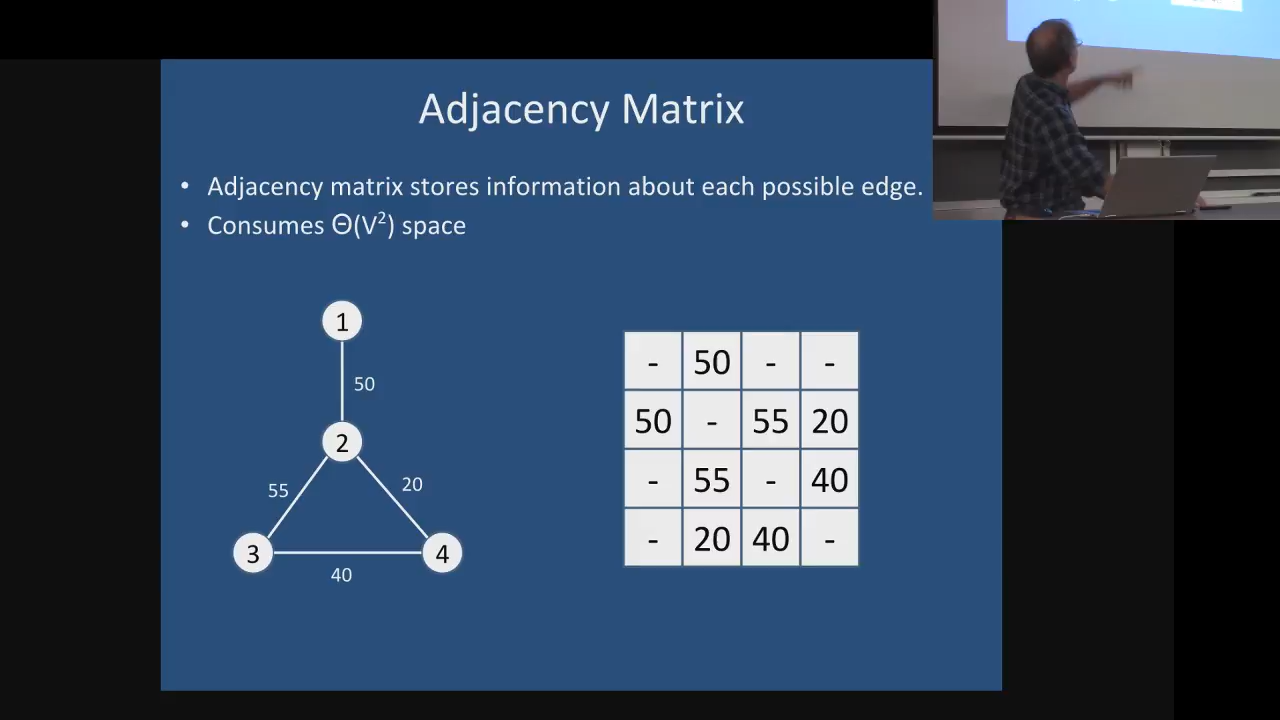 Adjacency Matrix
• Adjacency matrix stores information about each possible edge.
• Consumes Θ(V²) space
1
50
2
55
20
3
4
40
- 50 - -
50 - 55 20
- 55 - 40
- 20 40 -